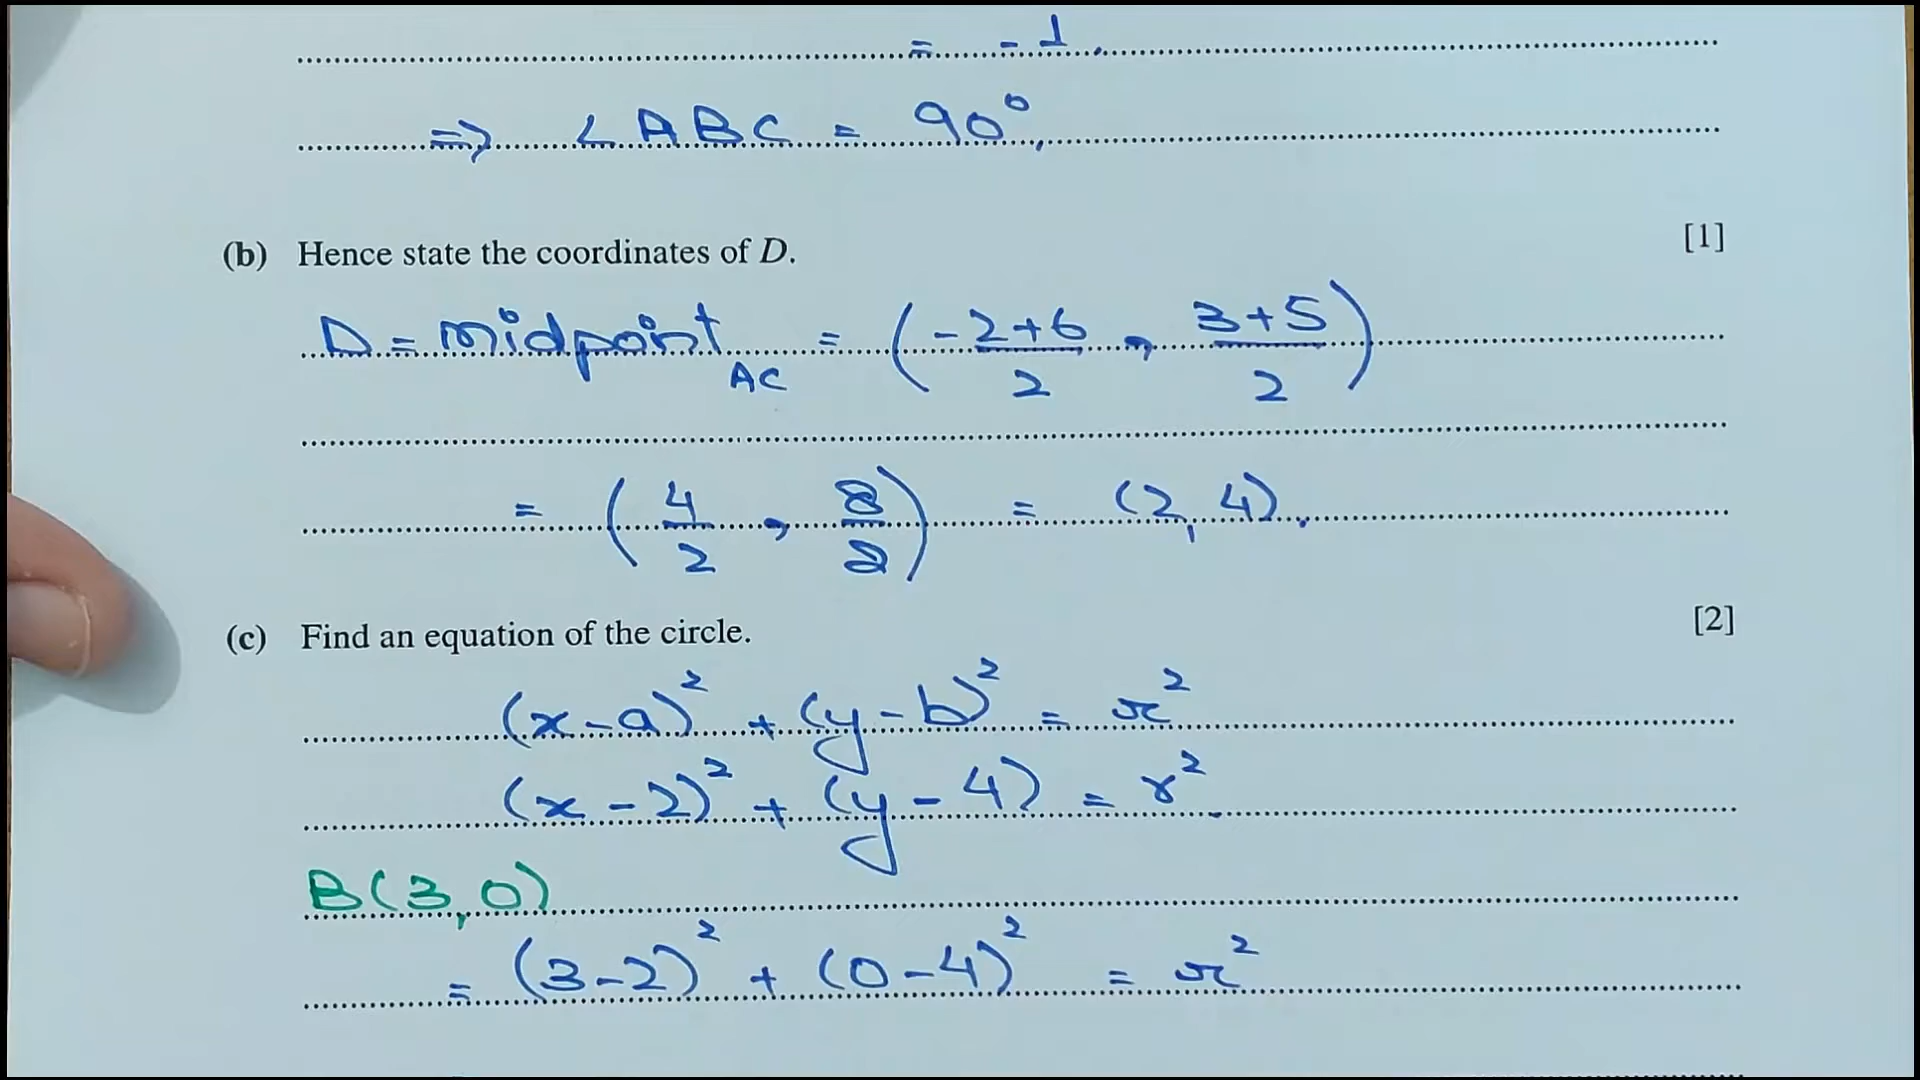 = -1.
⇒ ∠ABC = 90°.
(b) Hence state the coordinates of D. [1]
D = midpoint AC = (-2+6/2, 3+5/2)
= (4/2, 8/2) = (2,4).
(c) Find an equation of the circle. [2]
(x-a)² + (y-b)² = r²
(x-2)² + (y-4) = r².
B(3,0)
= (3-2)² + (0-4)² = r²